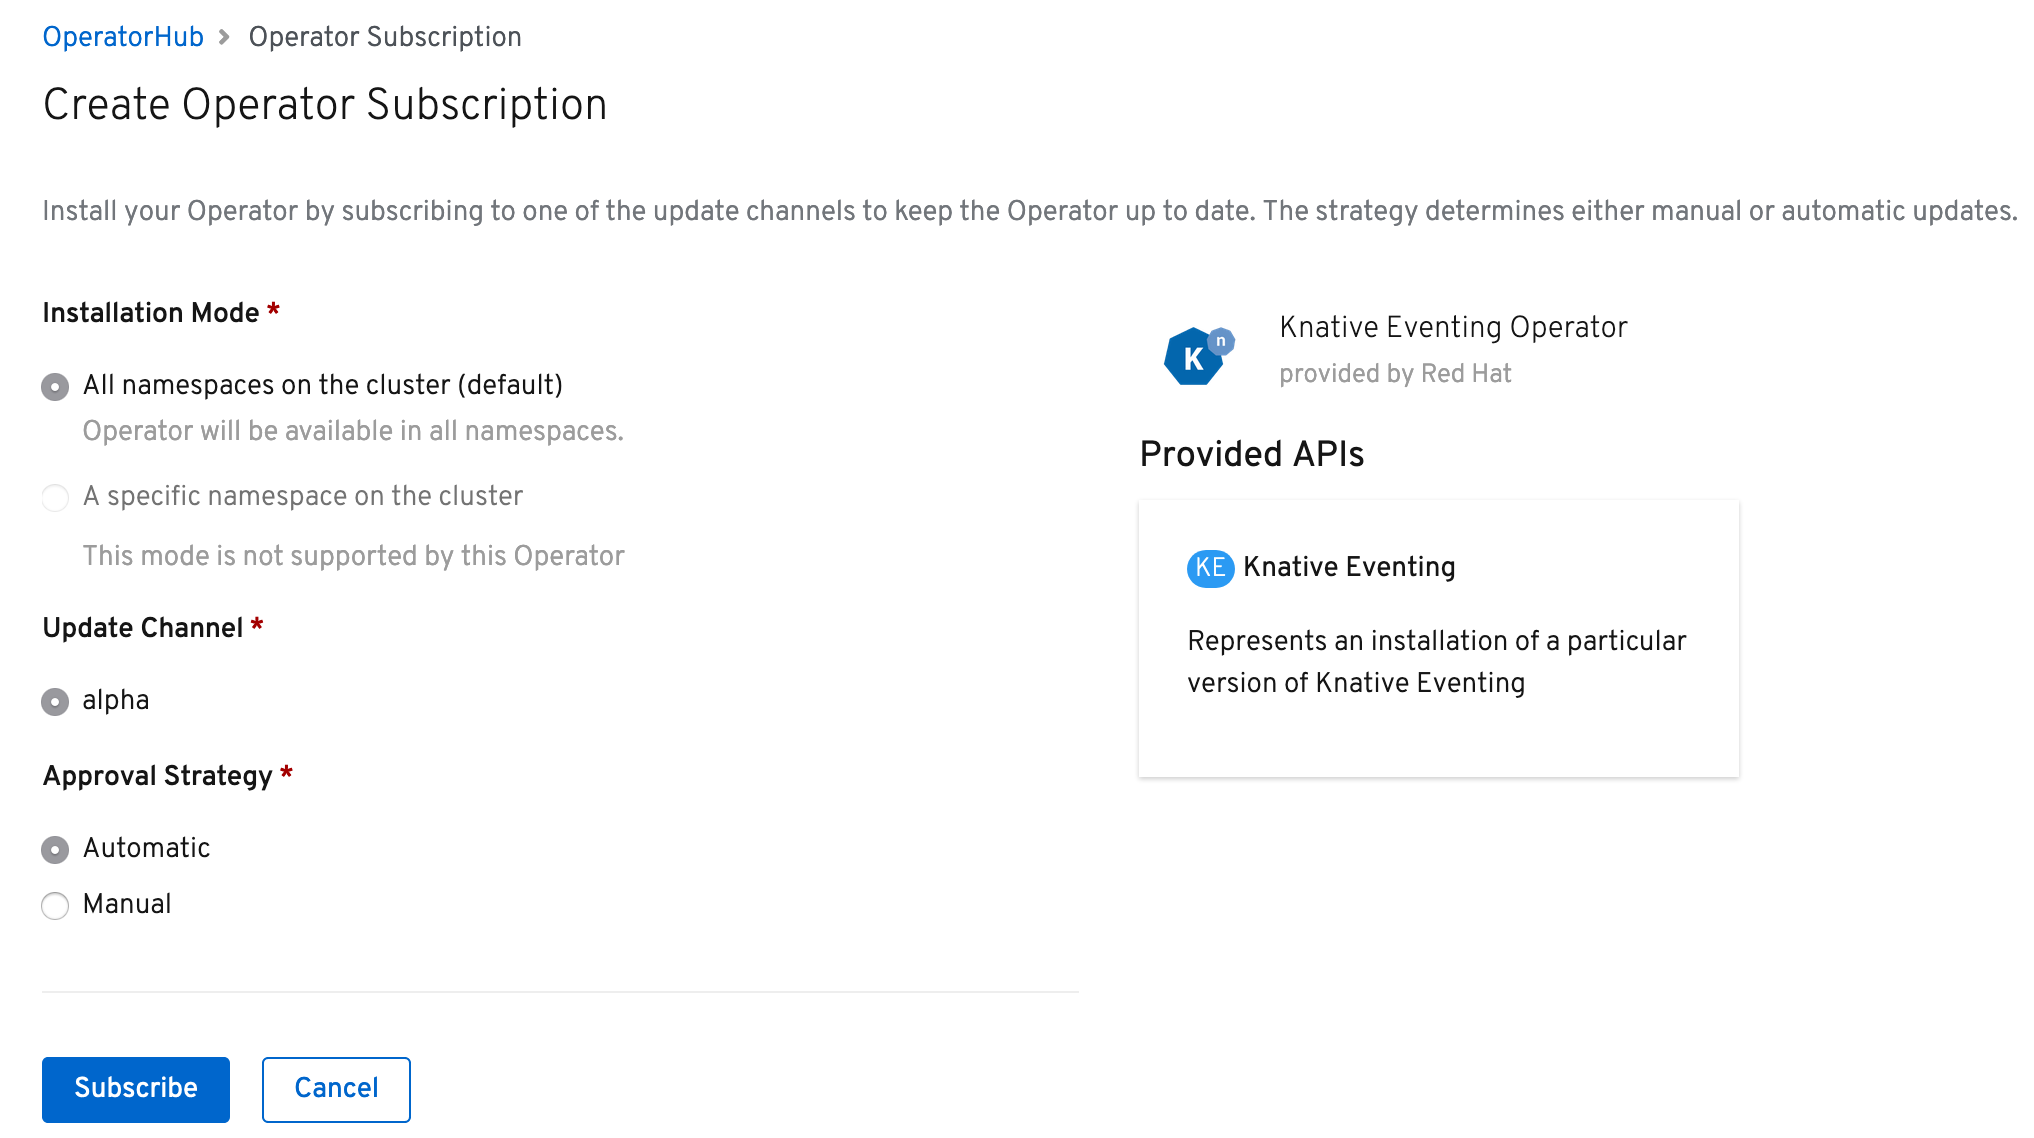 OperatorHub > Operator Subscription
Create Operator Subscription
Install your Operator by subscribing to one of the update channels to keep the Operator up to date. The strategy determines either manual or automatic updates.
Installation Mode *
All namespaces on the cluster (default)
Operator will be available in all namespaces.
A specific namespace on the cluster
This mode is not supported by this Operator
Update Channel *
alpha
Approval Strategy *
Automatic
Manual
Subscribe
Cancel
K n
Knative Eventing Operator
provided by Red Hat
Provided APIs
KE Knative Eventing
Represents an installation of a particular
version of Knative Eventing